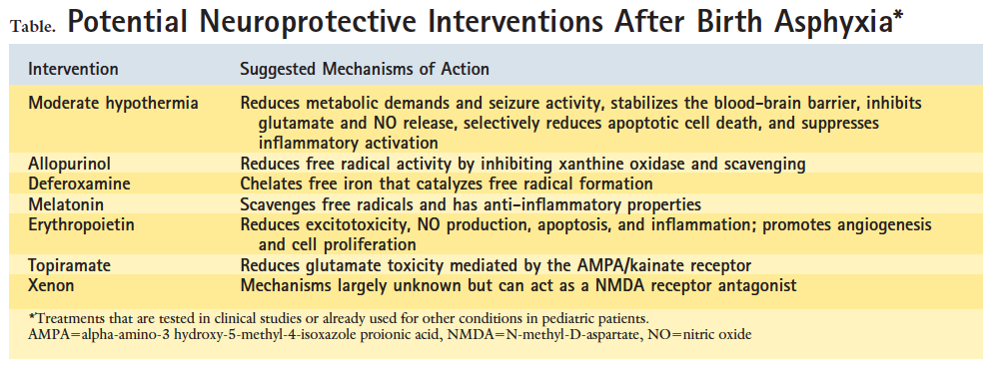 Table. Potential Neuroprotective Interventions After Birth Asphyxia*
Intervention Suggested Mechanisms of Action
Moderate hypothermia Reduces metabolic demands and seizure activity, stabilizes the blood-brain barrier, inhibits
glutamate and NO release, selectively reduces apoptotic cell death, and suppresses
inflammatory activation
Allopurinol Reduces free radical activity by inhibiting xanthine oxidase and scavenging
Deferoxamine Chelates free iron that catalyzes free radical formation
Melatonin Scavenges free radicals and has anti-inflammatory properties
Erythropoietin Reduces excitotoxicity, NO production, apoptosis, and inflammation; promotes angiogenesis
and cell proliferation
Topiramate Reduces glutamate toxicity mediated by the AMPA/kainate receptor
Xenon Mechanisms largely unknown but can act as a NMDA receptor antagonist
*Treatments that are tested in clinical studies or already used for other conditions in pediatric patients.
AMPA=alpha-amino-3 hydroxy-5-methyl-4-isoxazole proionic acid, NMDA=N-methyl-D-aspartate, NO=nitric oxide